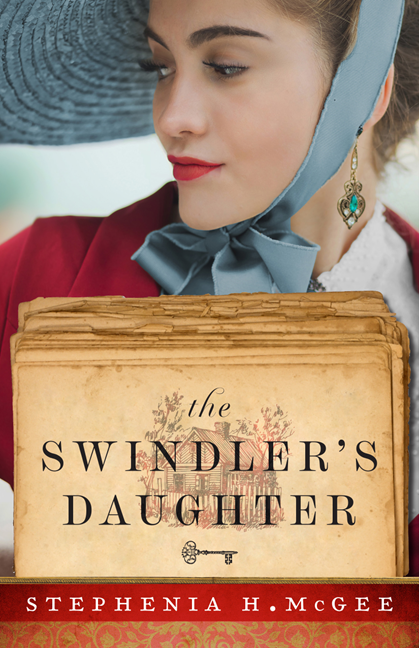 the
SWINDLER'S
DAUGHTER
STEPHENIA H. McGEE